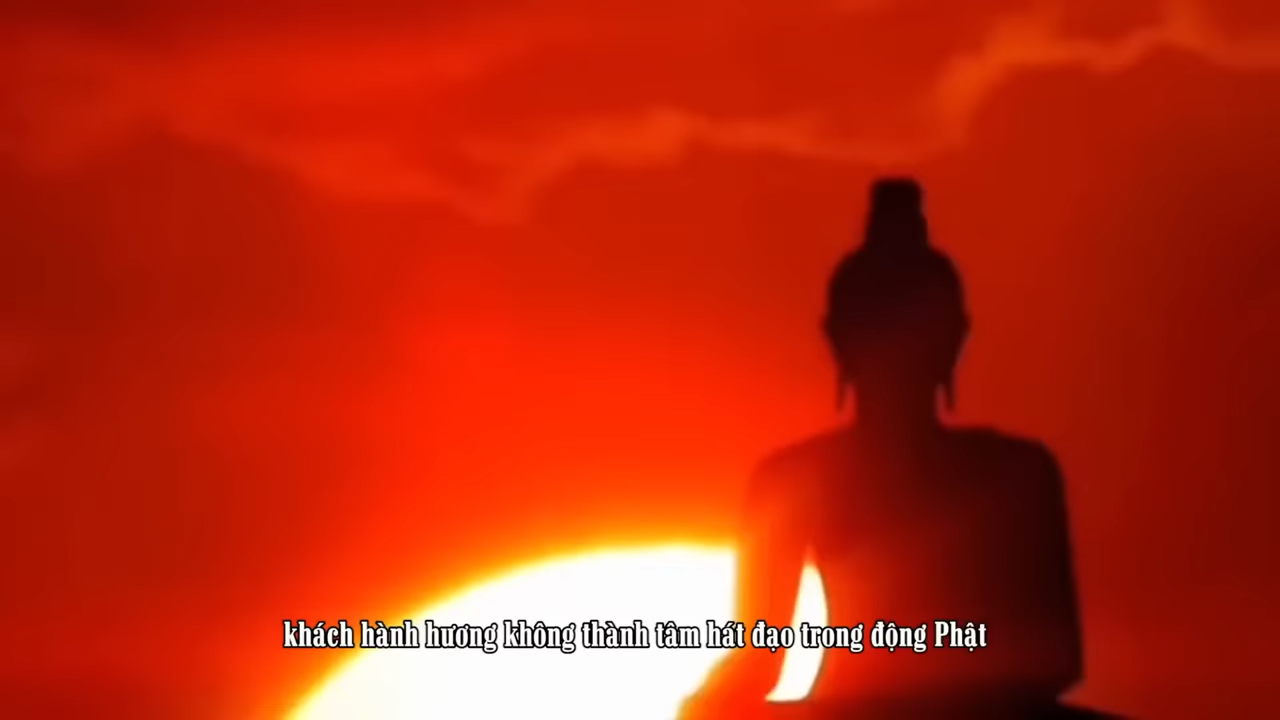 khách hành hương không thành tâm hát đạo trong động Phật